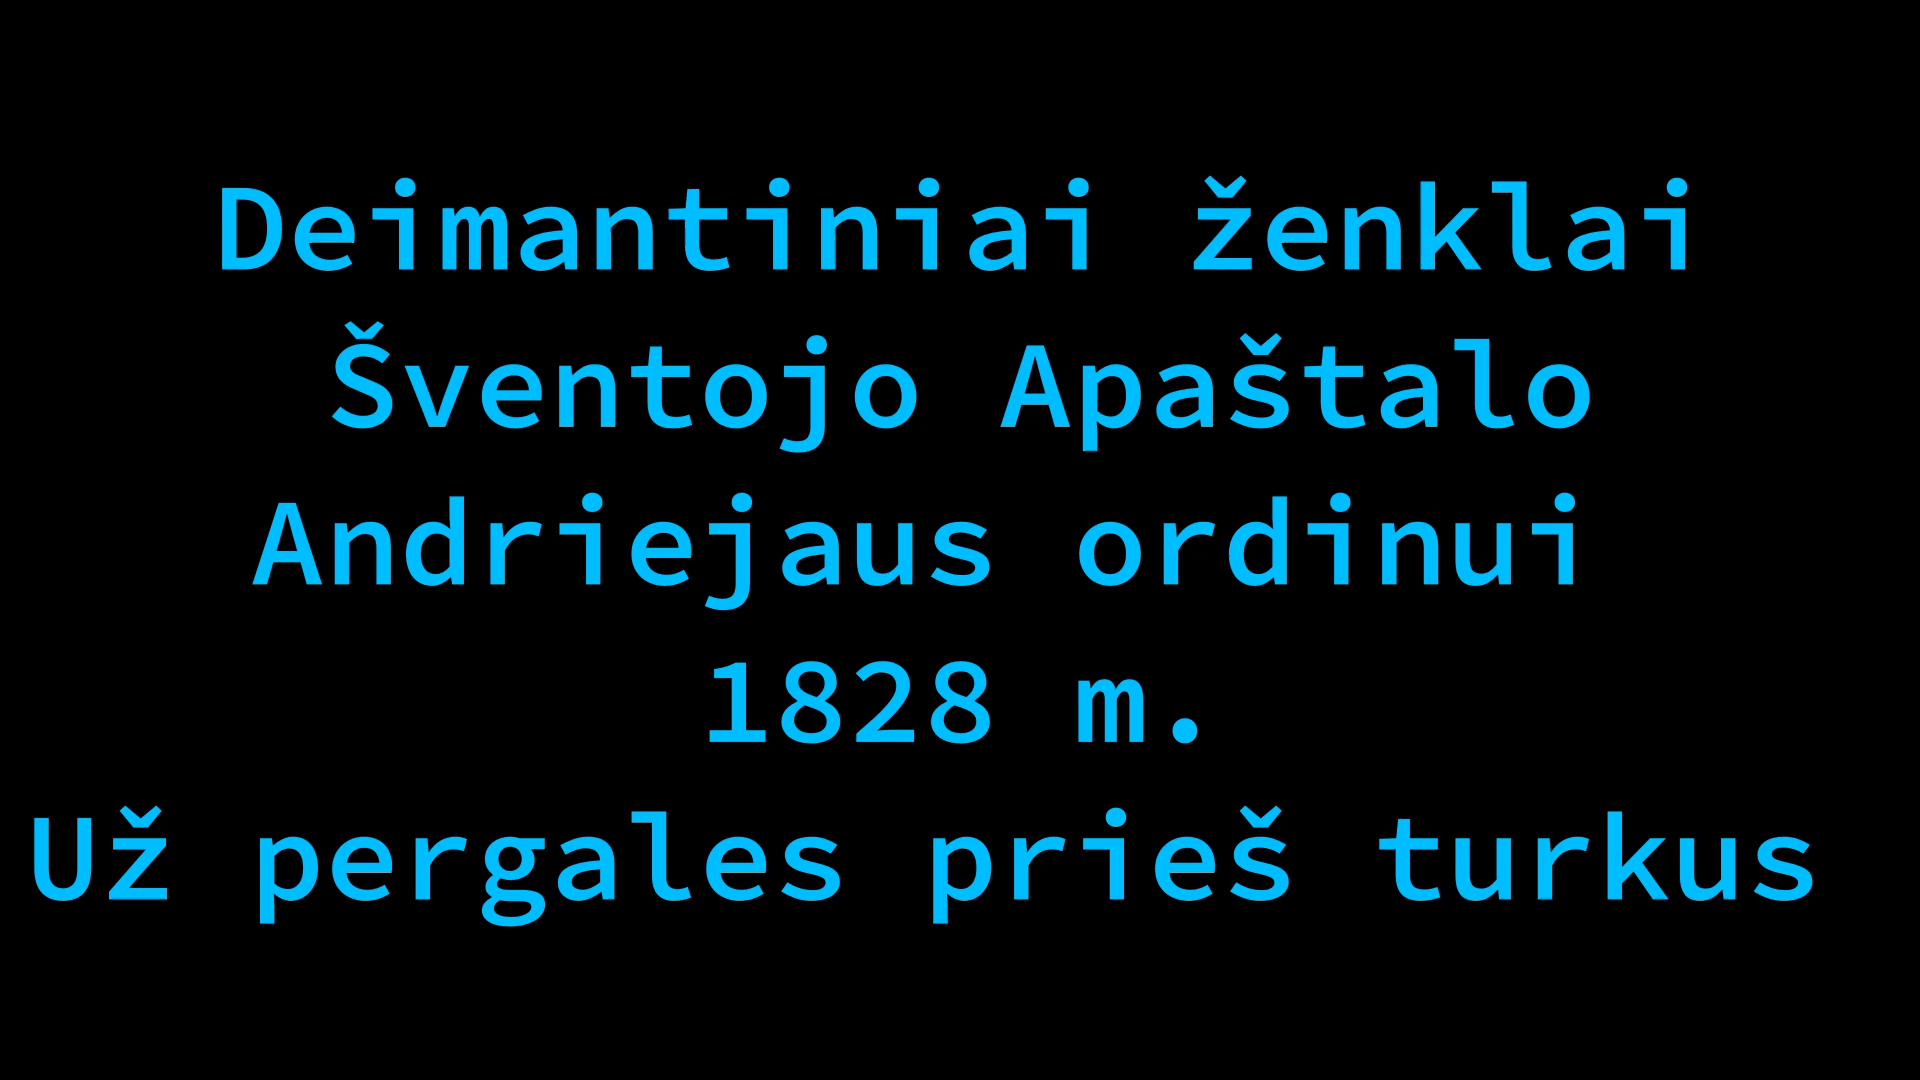 Deimantiniai ženklai
Šventojo Apaštalo
Andriejaus ordinui
1828 m.
Už pergales prieš turkus